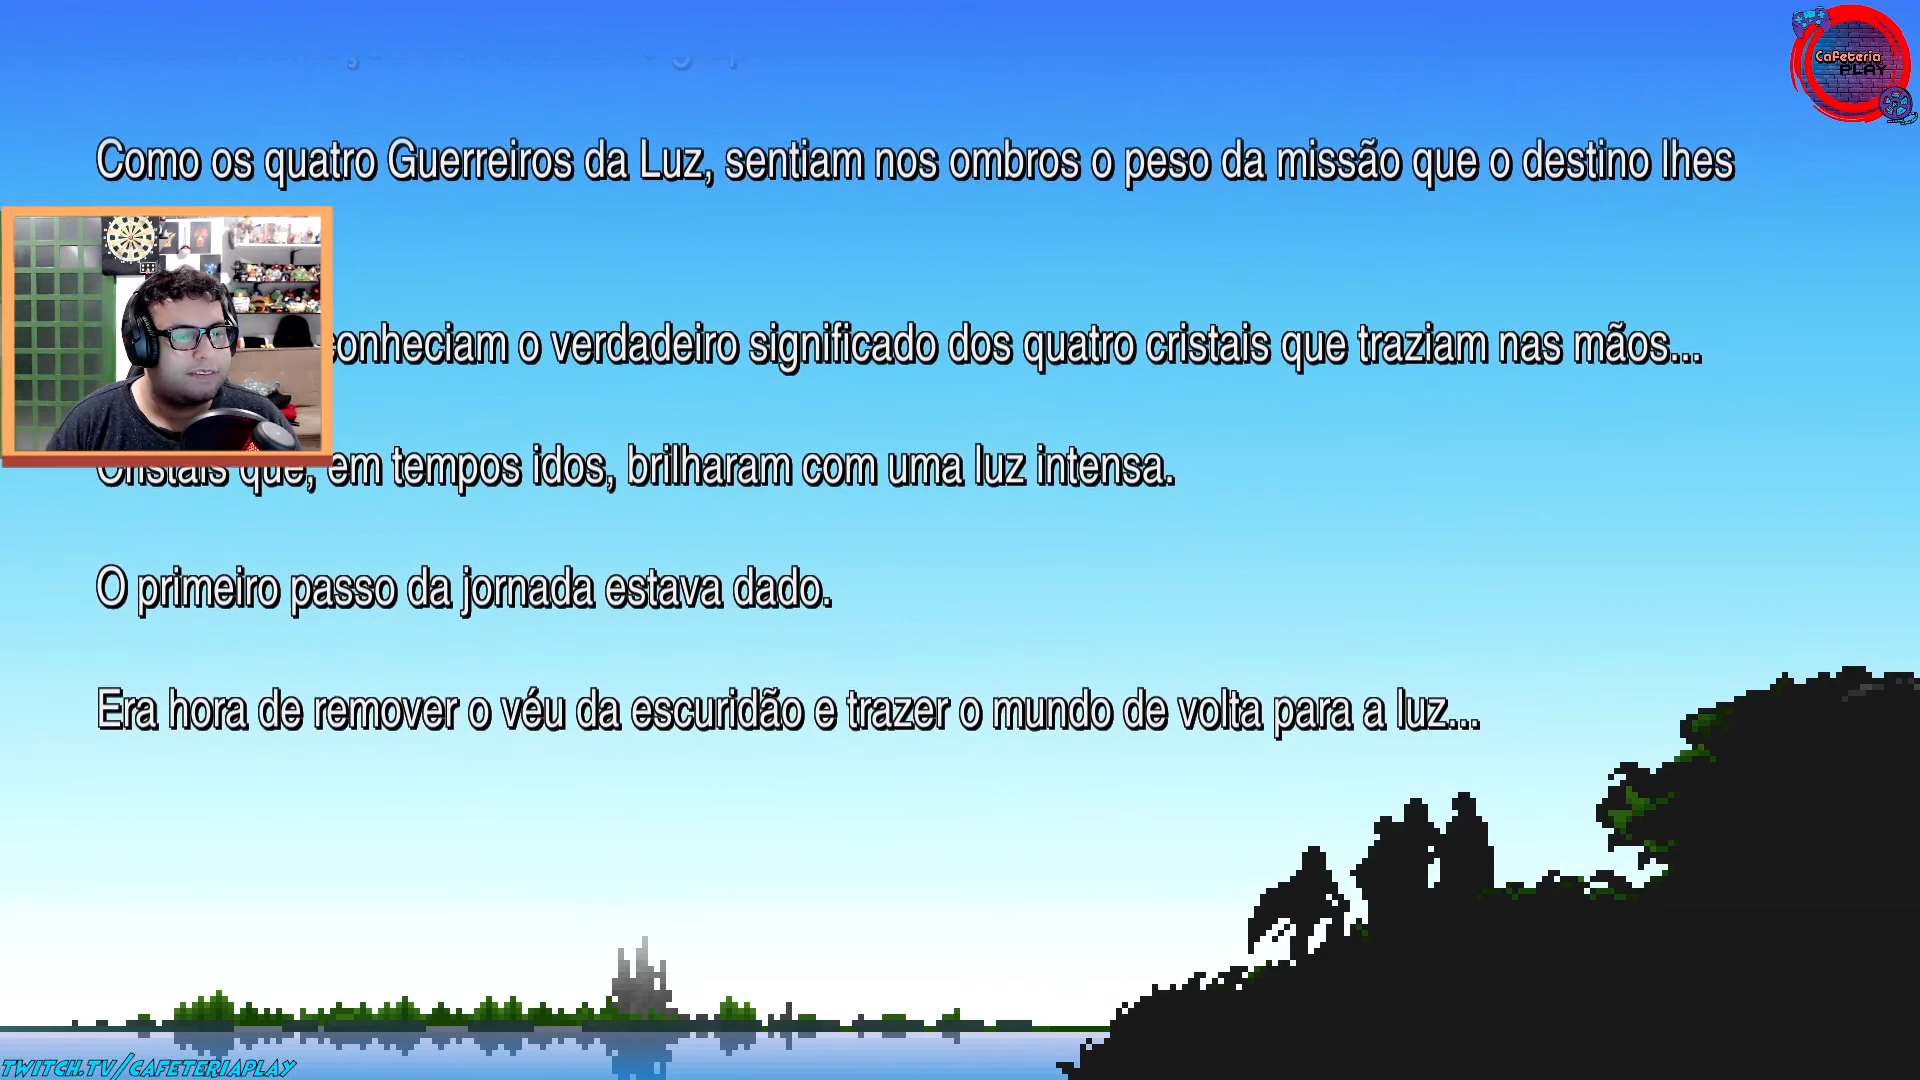 Cafeteria
PLAY
Como os quatro Guerreiros da Luz, sentiam nos ombros o peso da missão que o destino lhes
o verdadeiro significado dos quatro cristais que traziam nas mãos...
Cristais que, em tempos idos, brilharam com uma luz intensa.
O primeiro passo da jornada estava dado.
Era hora de remover o véu da escuridão e trazer o mundo de volta para a luz...
TWITCH.TV/CAFETERIAPLAY